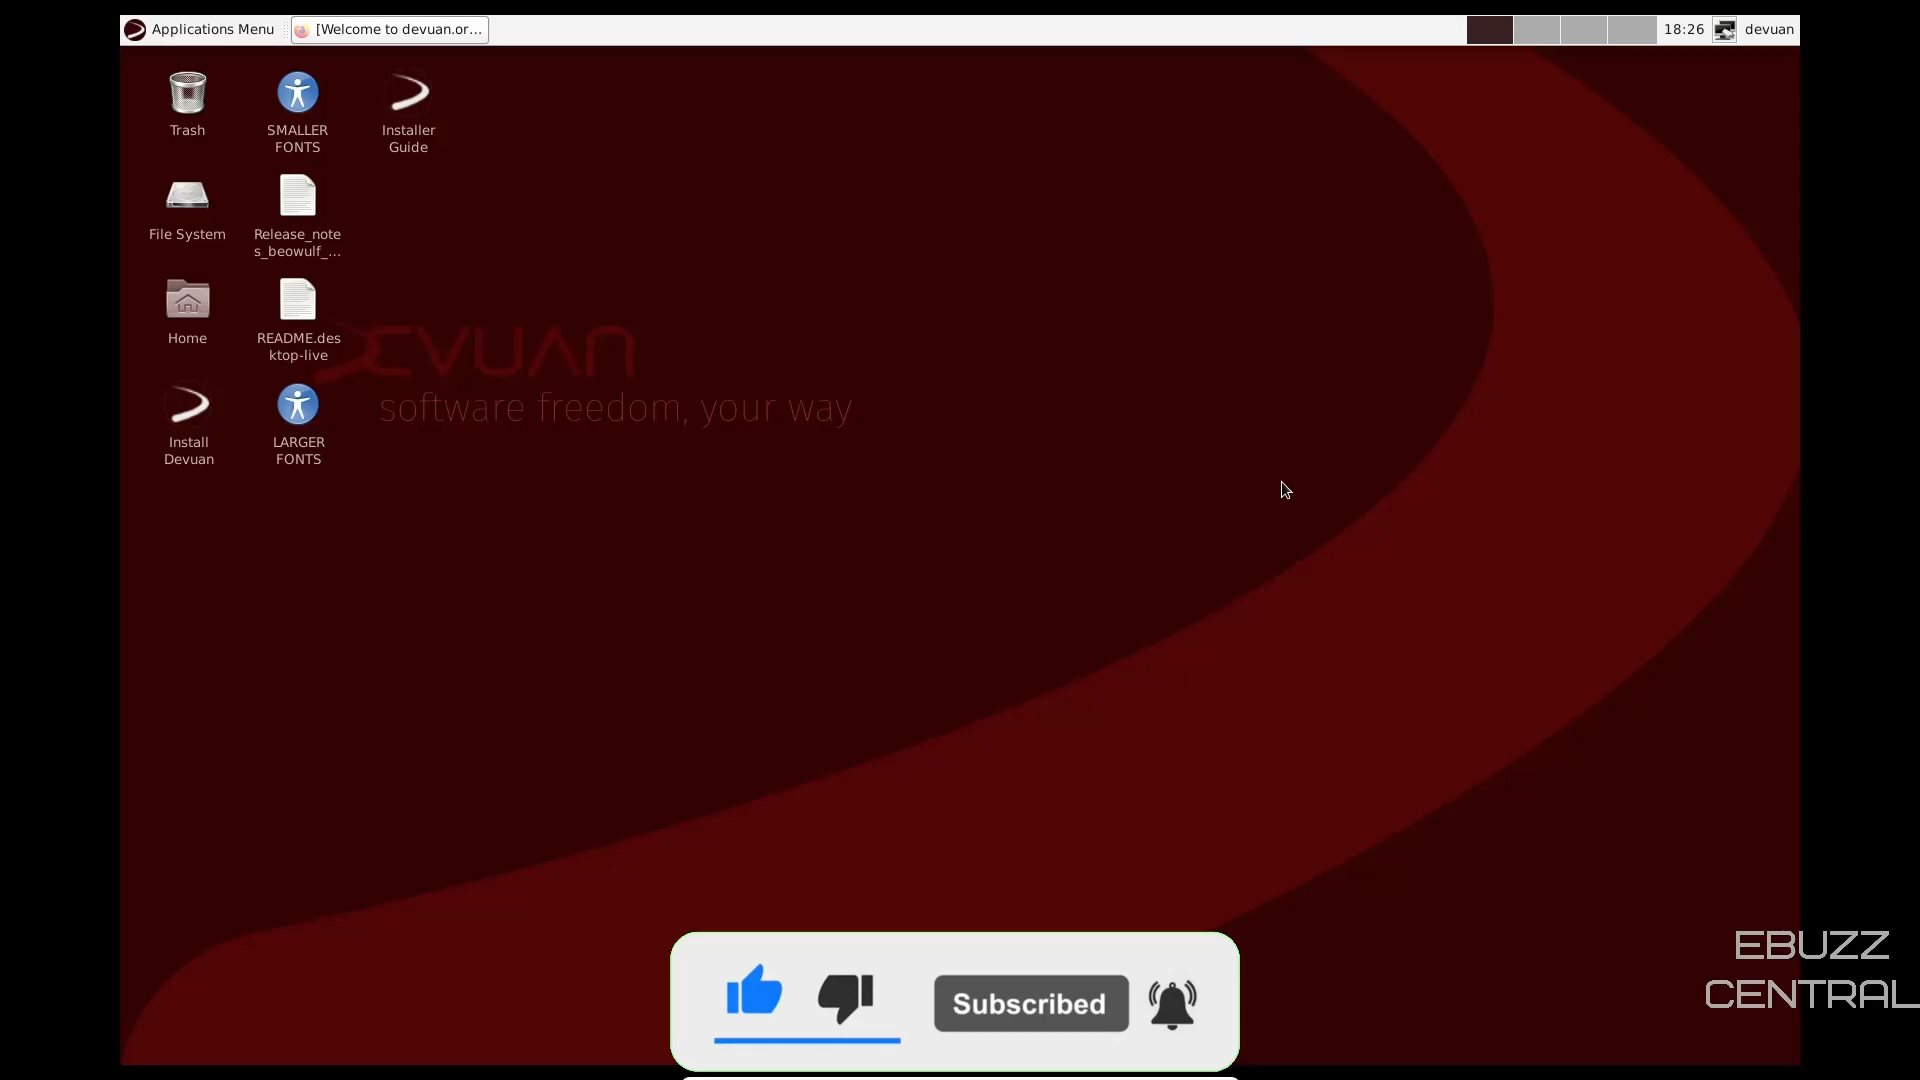 Applications Menu
[Welcome to devuan.or...
18:26
devuan
Trash
SMALLER
FONTS
Installer
Guide
File System
Release_note
s_beowulf_...
Home
README.des
ktop-live
DEVUAN
software freedom, your way
Install
Devuan
LARGER
FONTS
Subscribed
EBUZZ
CENTRAL